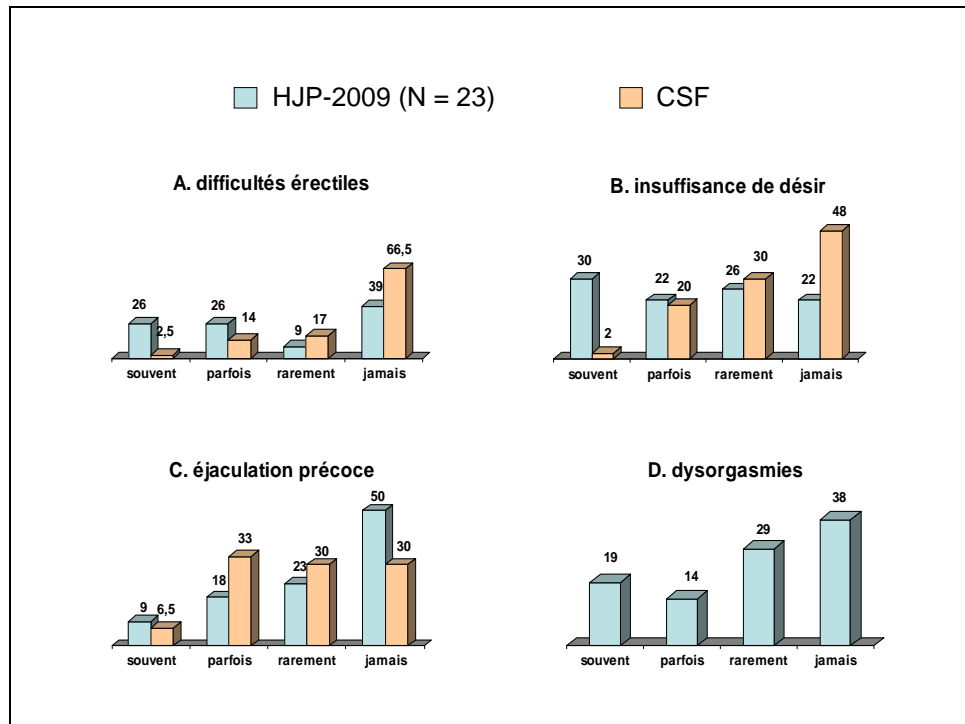 HJP-2009 (N = 23) CSF
A. difficultés érectiles
26 2,5 26 14 9 17 39 66,5
souvent parfois rarement jamais
B. insuffisance de désir
30 2 22 20 26 30 22 48
souvent parfois rarement jamais
C. éjaculation précoce
9 6,5 18 33 23 30 50 30
souvent parfois rarement jamais
D. dysorgasmies
19 14 29 38
souvent parfois rarement jamais